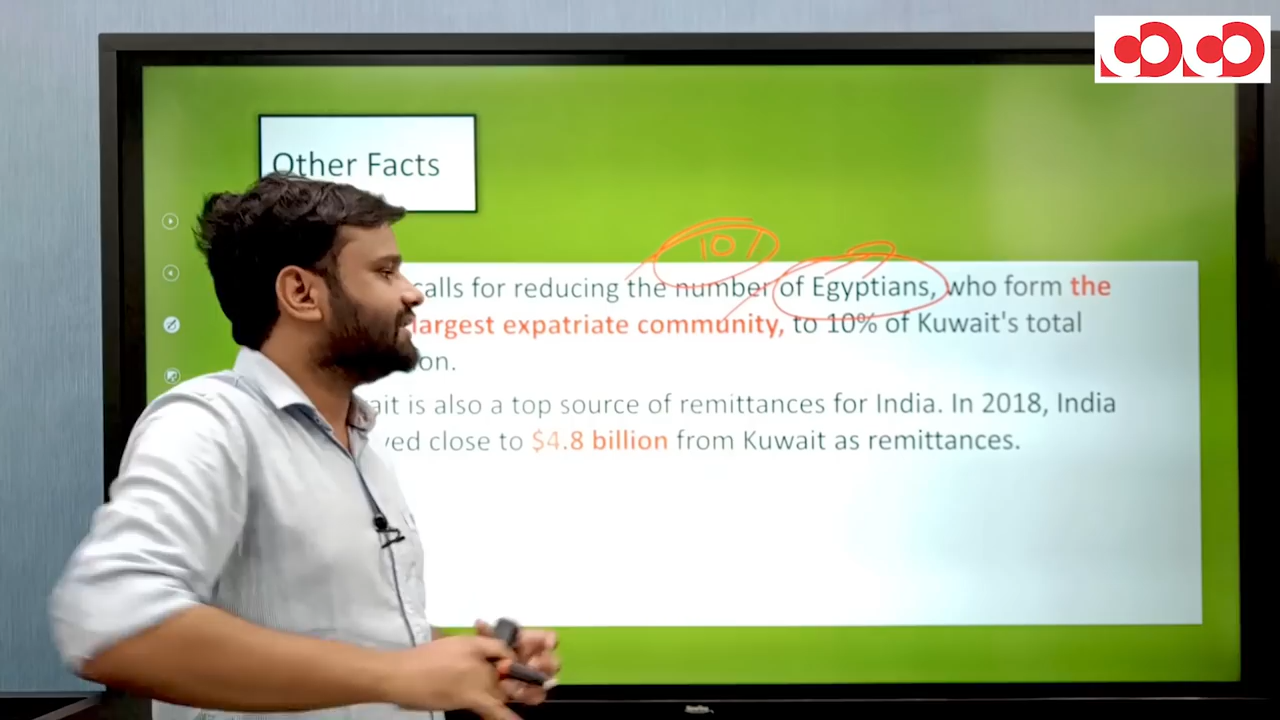 Other Facts
101
calls for reducing the number of Egyptians, who form the
largest expatriate community, to 10% of Kuwait's total
on.
ait is also a top source of remittances for India. In 2018, India
ved close to $4.8 billion from Kuwait as remittances.